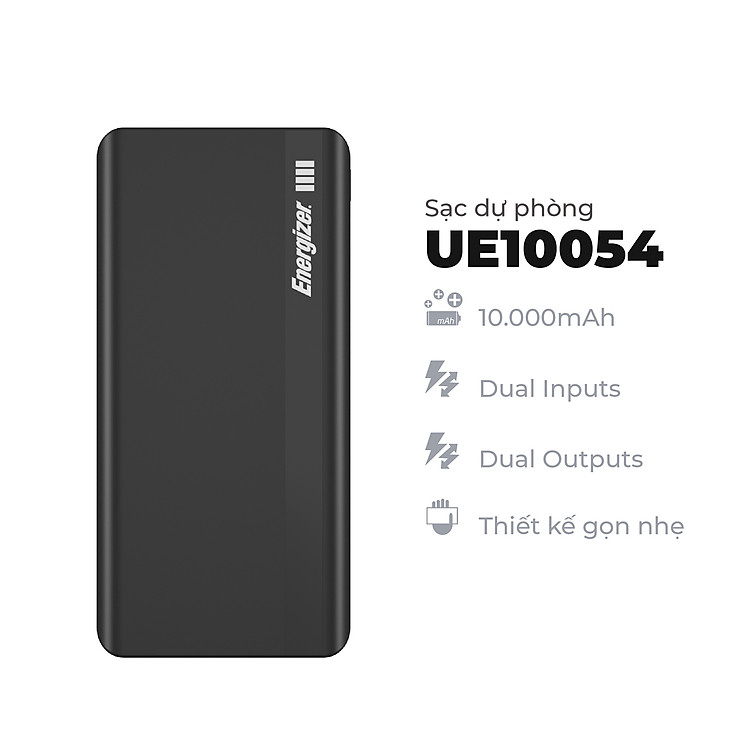 Energizer.
Sạc dự phòng
UE10054
mAh
10.000mAh
Dual Inputs
Dual Outputs
Thiết kế gọn nhẹ